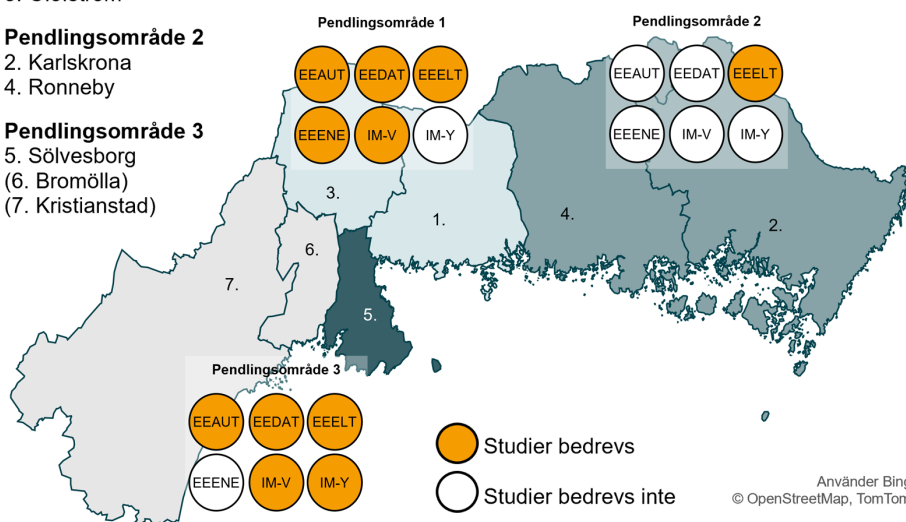 Pendlingsområde 2
2. Karlskrona
4. Ronneby
Pendlingsområde 3
5. Sölvesborg
(6. Bromölla)
(7. Kristianstad)
Pendlingsområde 1
EEAUT EEDAT EEELT
EEENE IM-V IM-Y
Pendlingsområde 2
EEAUT EEDAT EEELT
EEENE IM-V IM-Y
3.
1.
4.
2.
6.
7.
5.
Pendlingsområde 3
EEAUT EEDAT EEELT
EEENE IM-V IM-Y
Studier bedrevs
Studier bedrevs inte
Använder Bing
© OpenStreetMap, TomTom